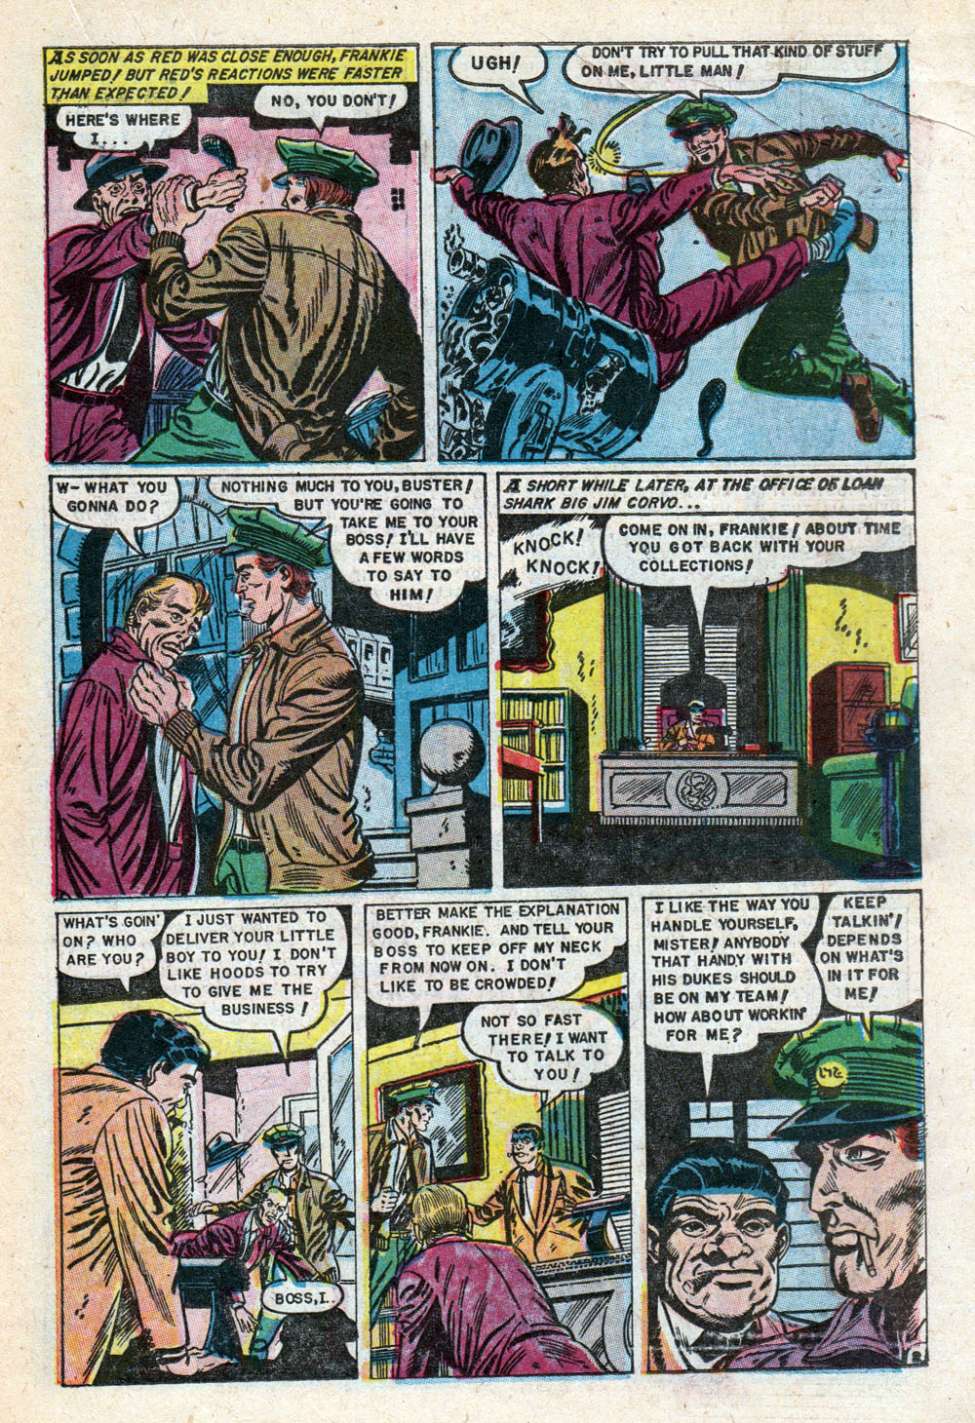 AS SOON AS RED WAS CLOSE ENOUGH, FRANKIE
JUMPED! BUT RED'S REACTIONS WERE FASTER
THAN EXPECTED!
HERE'S WHERE
I...
NO, YOU DON'T!
UGH!
DON'T TRY TO PULL THAT KIND OF STUFF
ON ME, LITTLE MAN!
W-WHAT YOU
GONNA DO?
NOTHING MUCH TO YOU, BUSTER!
BUT YOU'RE GOING TO
TAKE ME TO YOUR
BOSS! I'LL HAVE
A FEW WORDS
TO SAY TO
HIM!
A SHORT WHILE LATER, AT THE OFFICE OF LOAN
SHARK BIG JIM CORVO...
KNOCK!
KNOCK!
COME ON IN, FRANKIE! ABOUT TIME
YOU GOT BACK WITH YOUR
COLLECTIONS!
WHAT'S GOIN'
ON? WHO
ARE YOU?
I JUST WANTED TO
DELIVER YOUR LITTLE
BOY TO YOU! I DON'T
LIKE HOODS TO TRY
TO GIVE ME THE
BUSINESS!
BOSS, I..
BETTER MAKE THE EXPLANATION
GOOD, FRANKIE. AND TELL YOUR
BOSS TO KEEP OFF MY NECK
FROM NOW ON. I DON'T
LIKE TO BE CROWDED!
NOT SO FAST
THERE! I WANT
TO TALK TO
YOU!
I LIKE THE WAY YOU
HANDLE YOURSELF,
MISTER! ANYBODY
THAT HANDY WITH
HIS DUKES SHOULD
BE ON MY TEAM!
HOW ABOUT WORKIN'
FOR ME?
KEEP
TALKIN'!
DEPENDS
ON WHAT'S
IN IT FOR
ME!